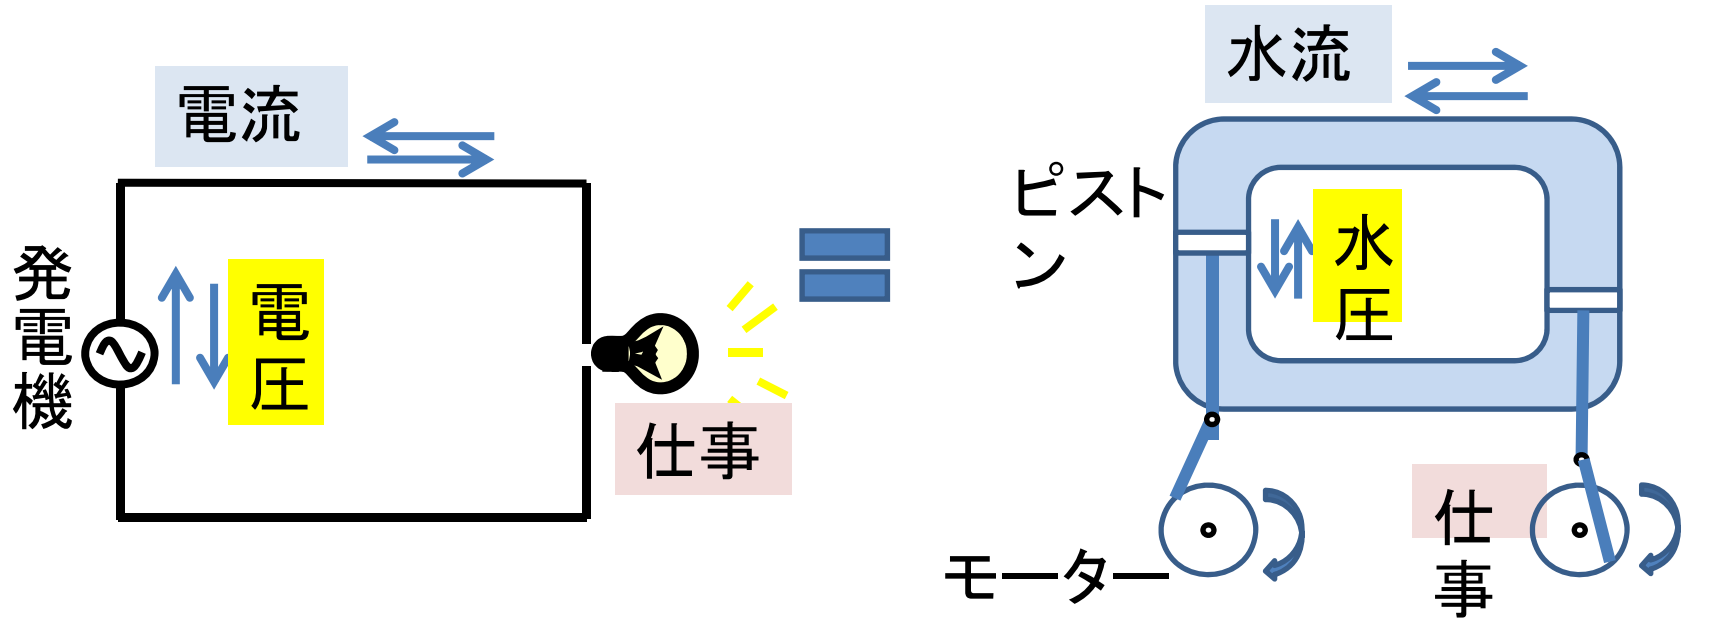 電流
発電機
電
圧
仕事
水流
ピスト
ン
水
圧
モーター
仕
事